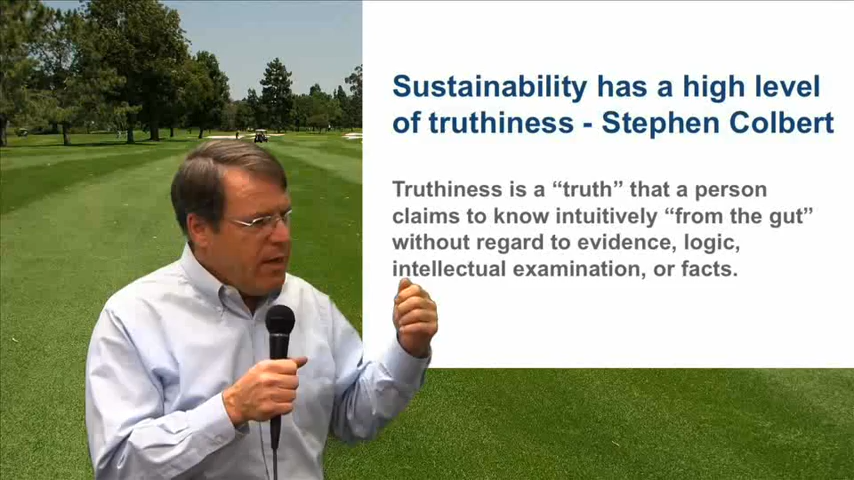 Sustainability has a high level
of truthiness - Stephen Colbert
Truthiness is a “truth” that a person
claims to know intuitively “from the gut”
without regard to evidence, logic,
intellectual examination, or facts.